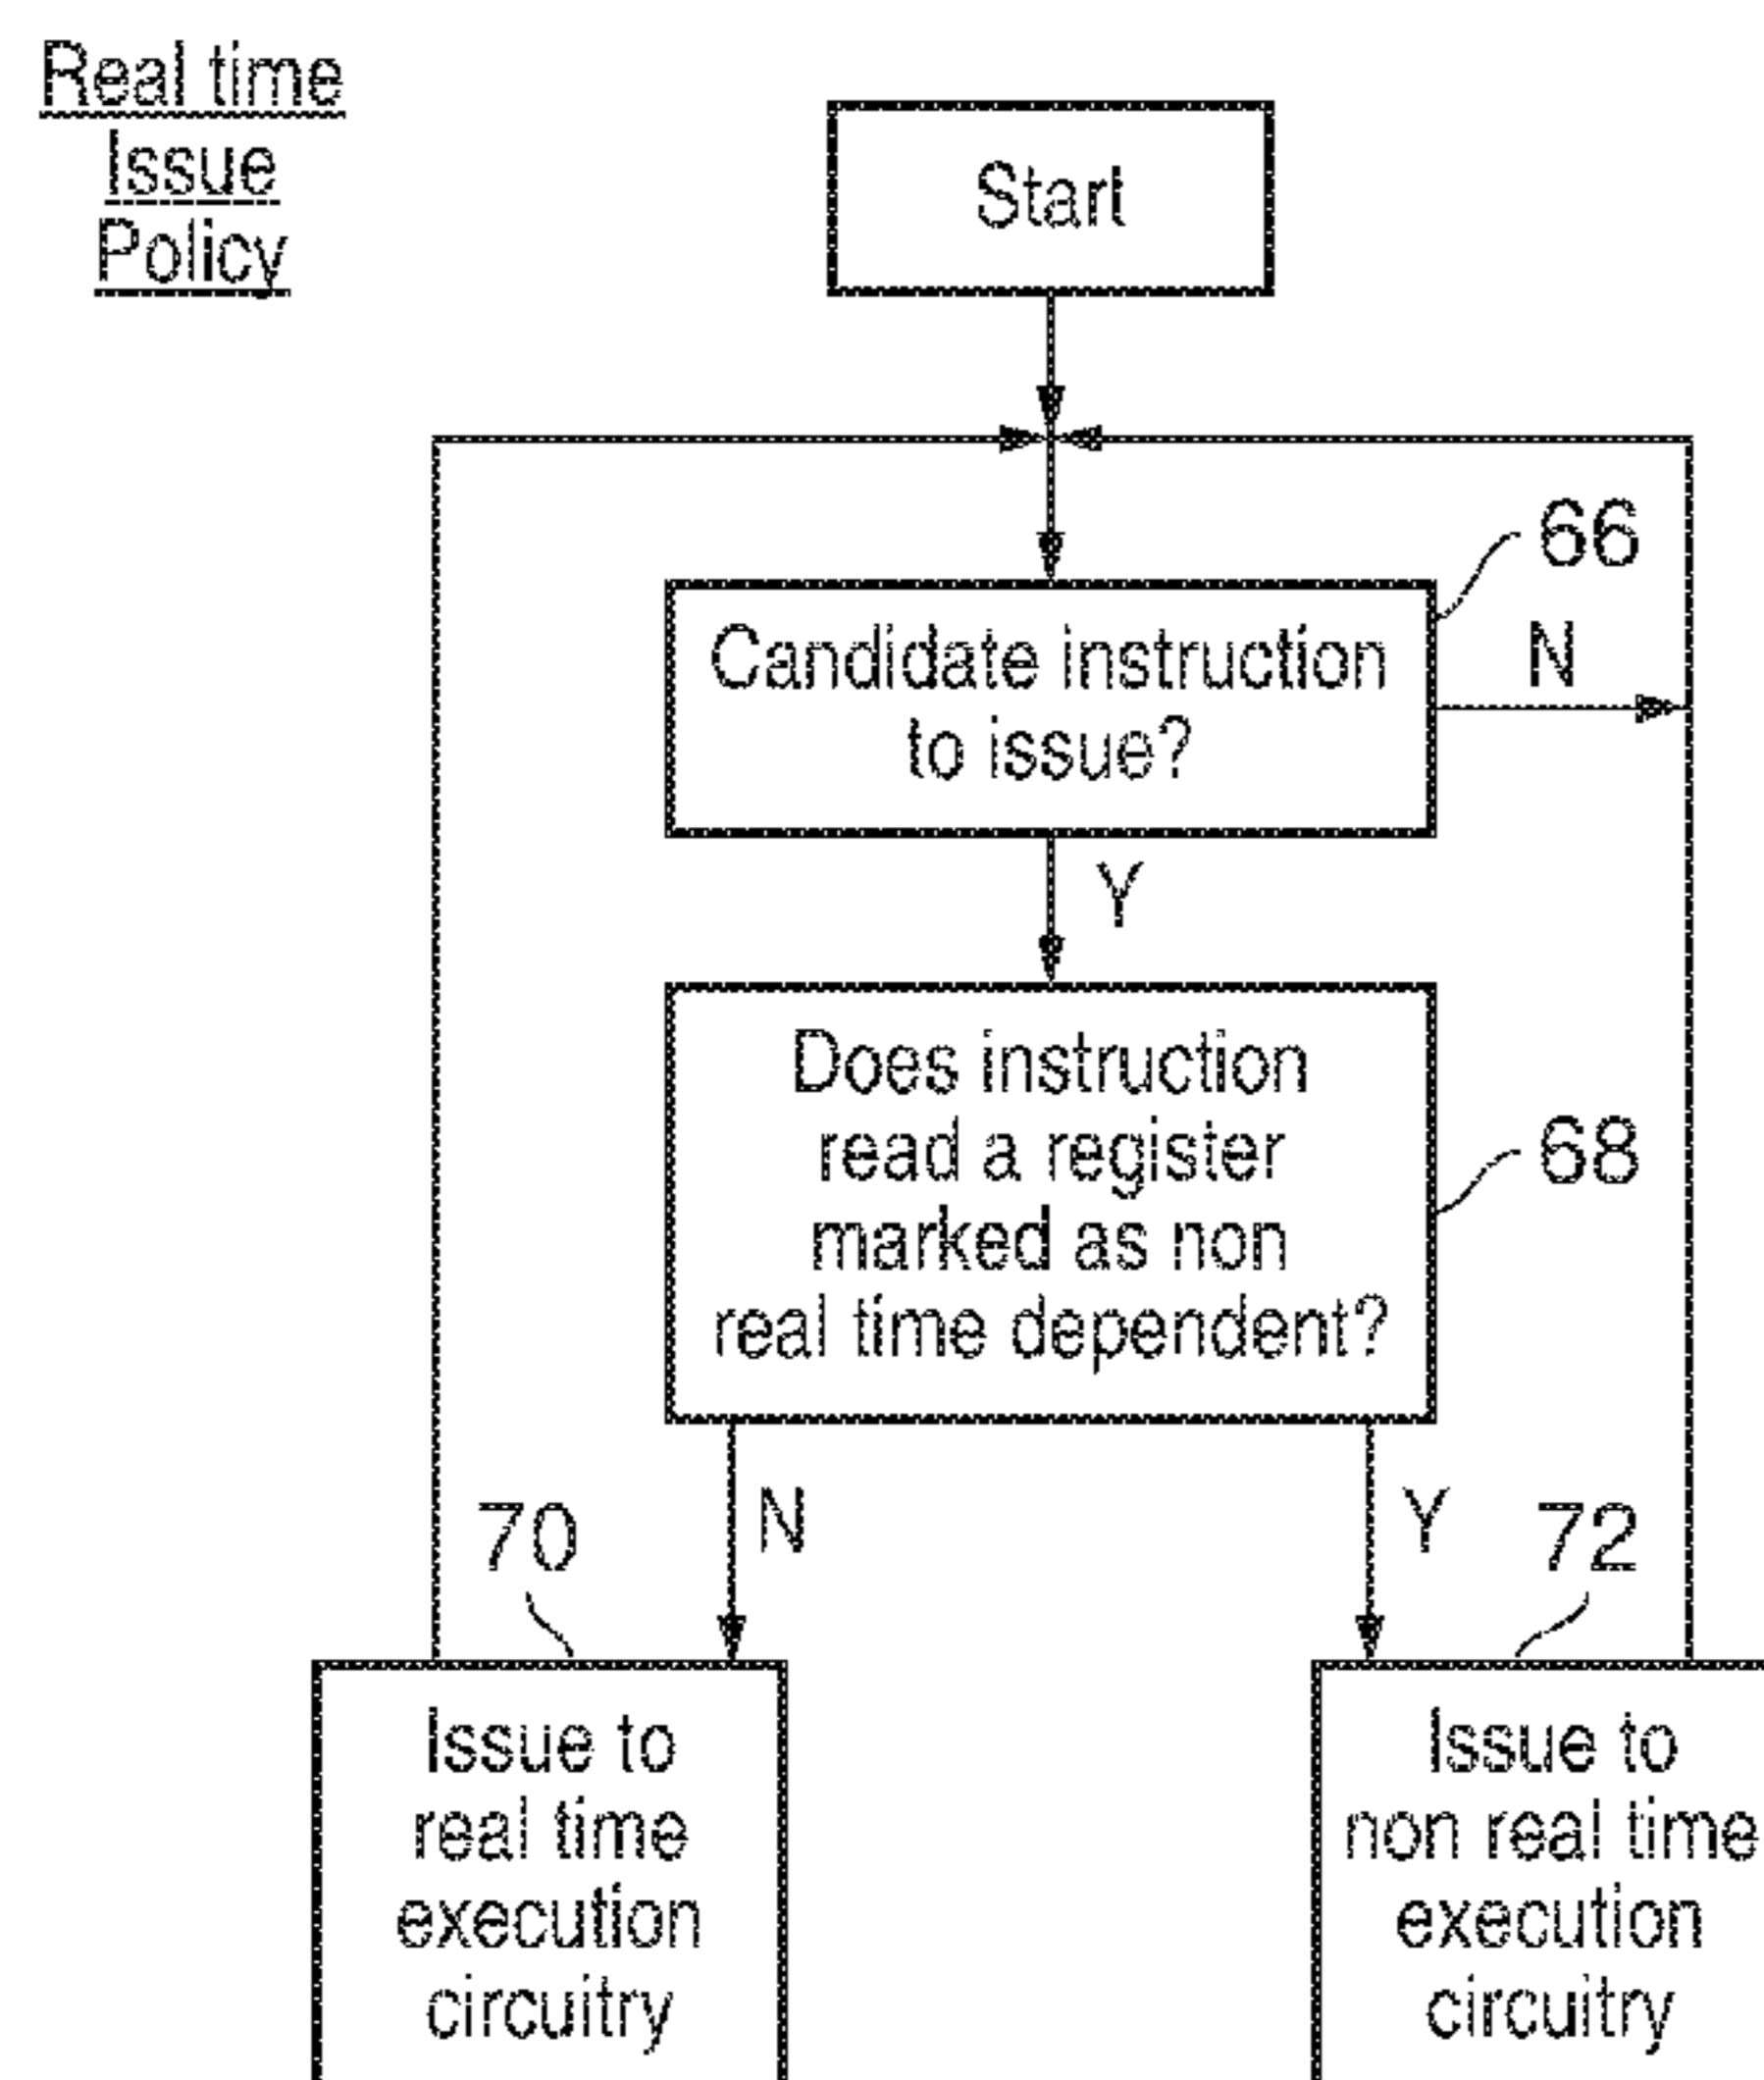 Real time
Issue
Policy
Start
66
Candidate instruction
to issue?
N
Y
Does instruction
read a register
marked as non
real time dependent?
68
N
Y
70
72
Issue to
real time
execution
circuitry
Issue to
non real time
execution
circuitry